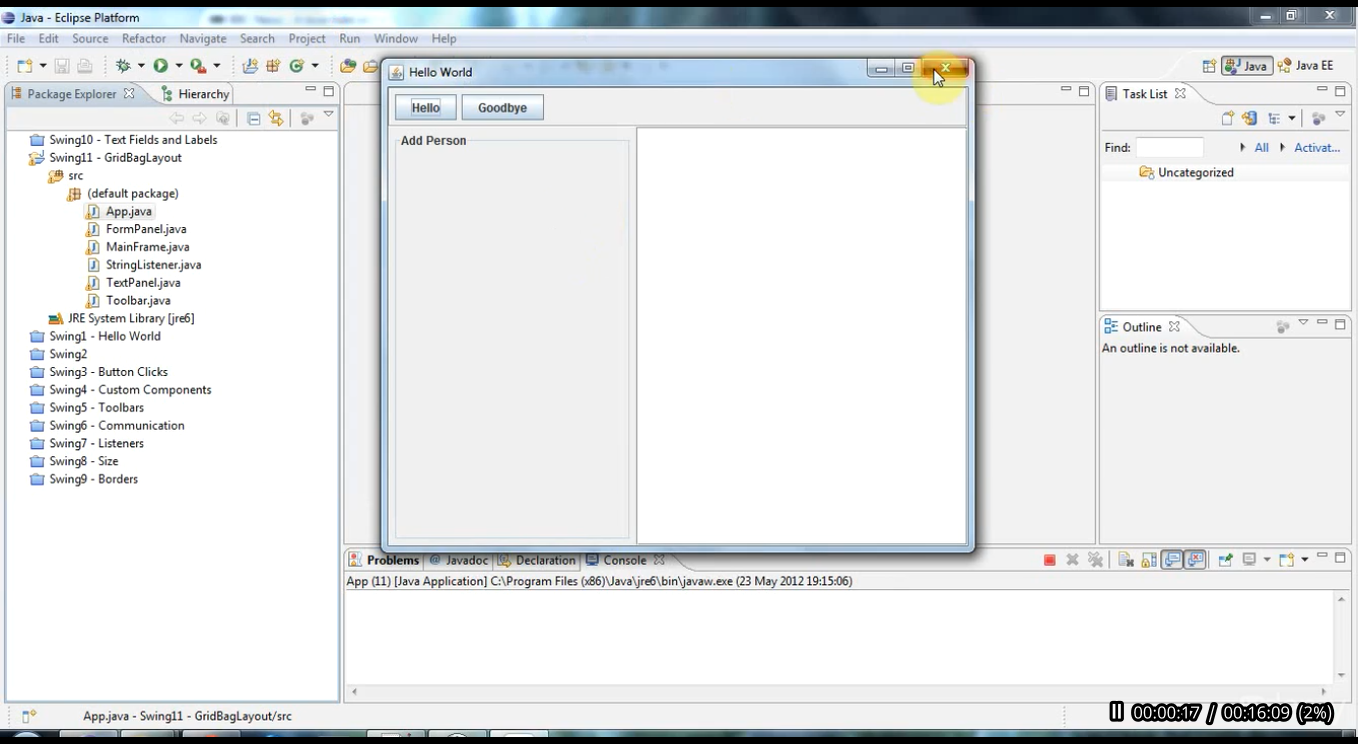 Java - Eclipse Platform
File Edit Source Refactor Navigate Search Project Run Window Help
Hello World
Java Java EE
Package Explorer Hierarchy
Task List
Hello Goodbye
Swing10 - Text Fields and Labels
Add Person
Find: All Activat...
Swing11 - GridBagLayout
Uncategorized
src
(default package)
App.java
FormPanel.java
MainFrame.java
StringListener.java
TextPanel.java
Toolbar.java
JRE System Library [jre6]
Outline
Swing1 - Hello World
An outline is not available.
Swing2
Swing3 - Button Clicks
Swing4 - Custom Components
Swing5 - Toolbars
Swing6 - Communication
Swing7 - Listeners
Swing8 - Size
Swing9 - Borders
Problems @ Javadoc Declaration Console
App (11) [Java Application] C:\Program Files (x86)\Java\jre6\bin\javaw.exe (23 May 2012 19:15:06)
App.java - Swing11 - GridBagLayout/src
00:00:17 / 00:16:09 (2%)